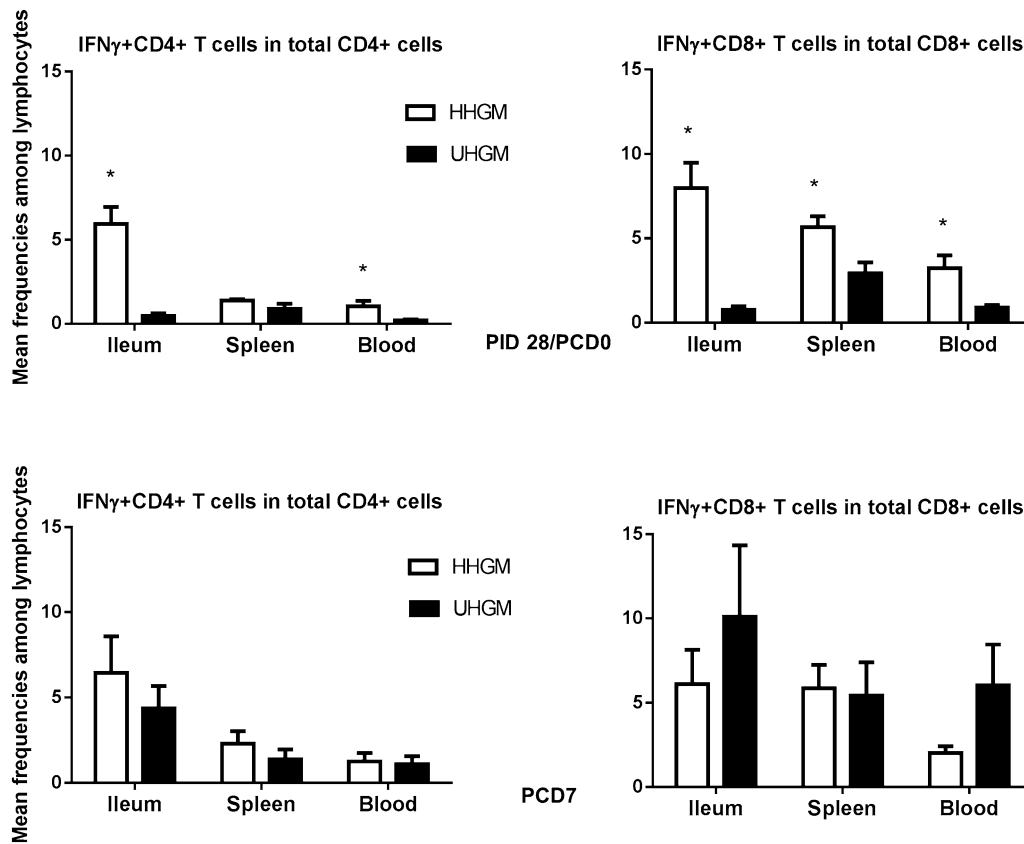 IFNγ+CD4+ T cells in total CD4+ cells
Mean frequencies among lymphocytes
15
10
5
0
*
*
HHGM
UHGM
Ileum Spleen Blood
IFNγ+CD8+ T cells in total CD8+ cells
15
10
5
0
*
*
*
Ileum Spleen Blood
PID 28/PCD0
IFNγ+CD4+ T cells in total CD4+ cells
Mean frequencies among lymphocytes
15
10
5
0
HHGM
UHGM
Ileum Spleen Blood
IFNγ+CD8+ T cells in total CD8+ cells
15
10
5
0
Ileum Spleen Blood
PCD7